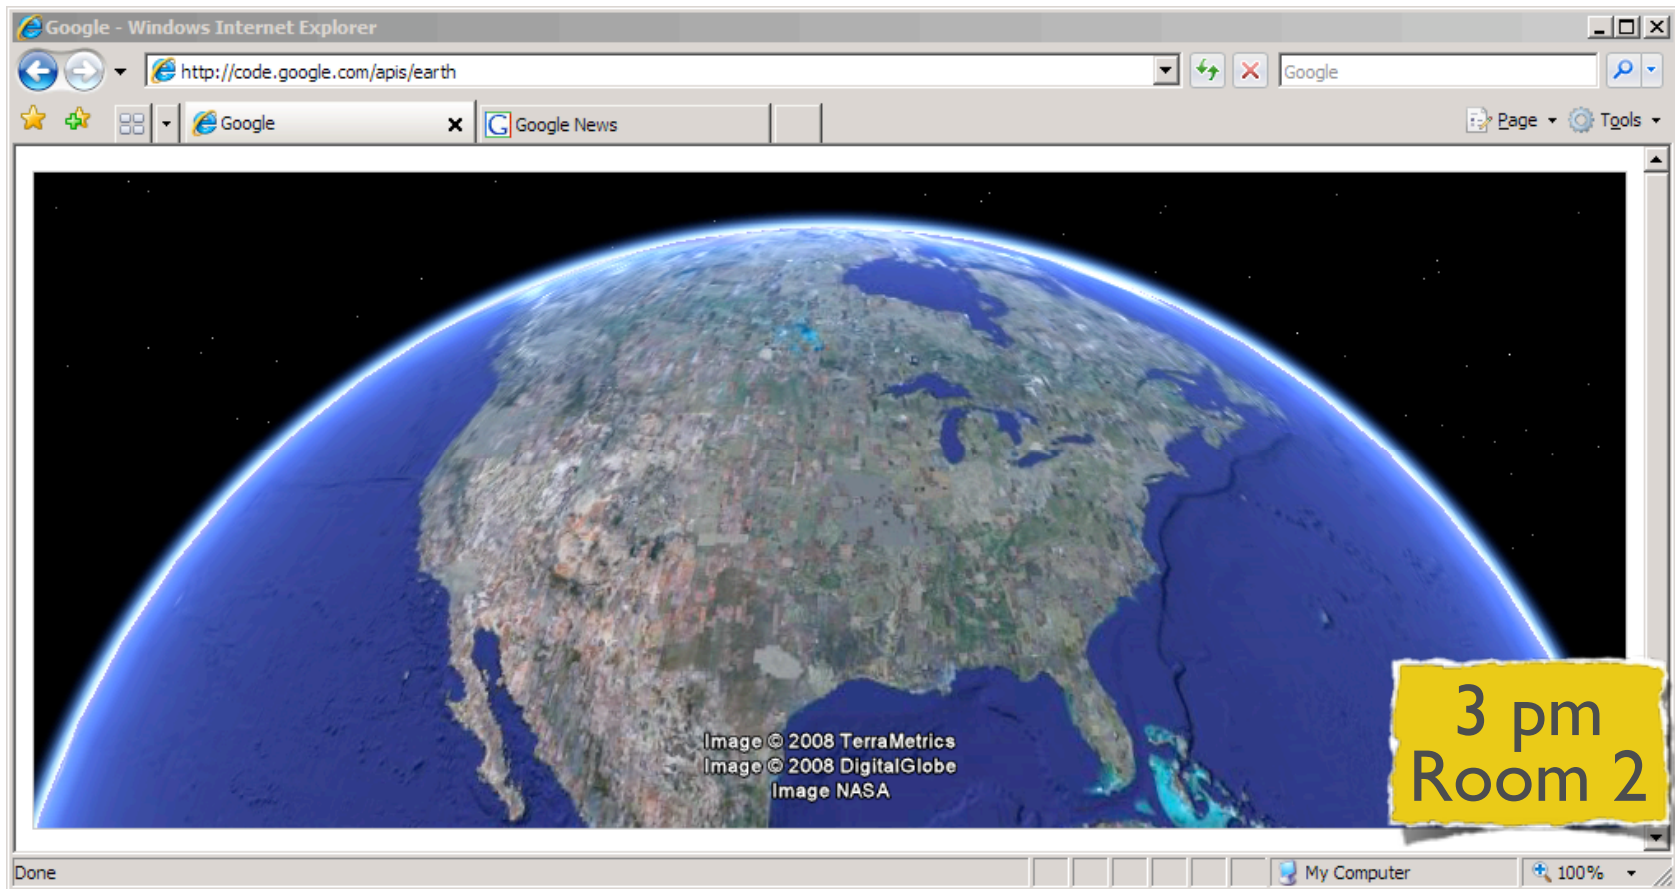 Google - Windows Internet Explorer
http://code.google.com/apis/earth
Google
Google
Google News
Page
Tools
Image © 2008 TerraMetrics
Image © 2008 DigitalGlobe
Image NASA
3 pm
Room 2
Done
My Computer
100%